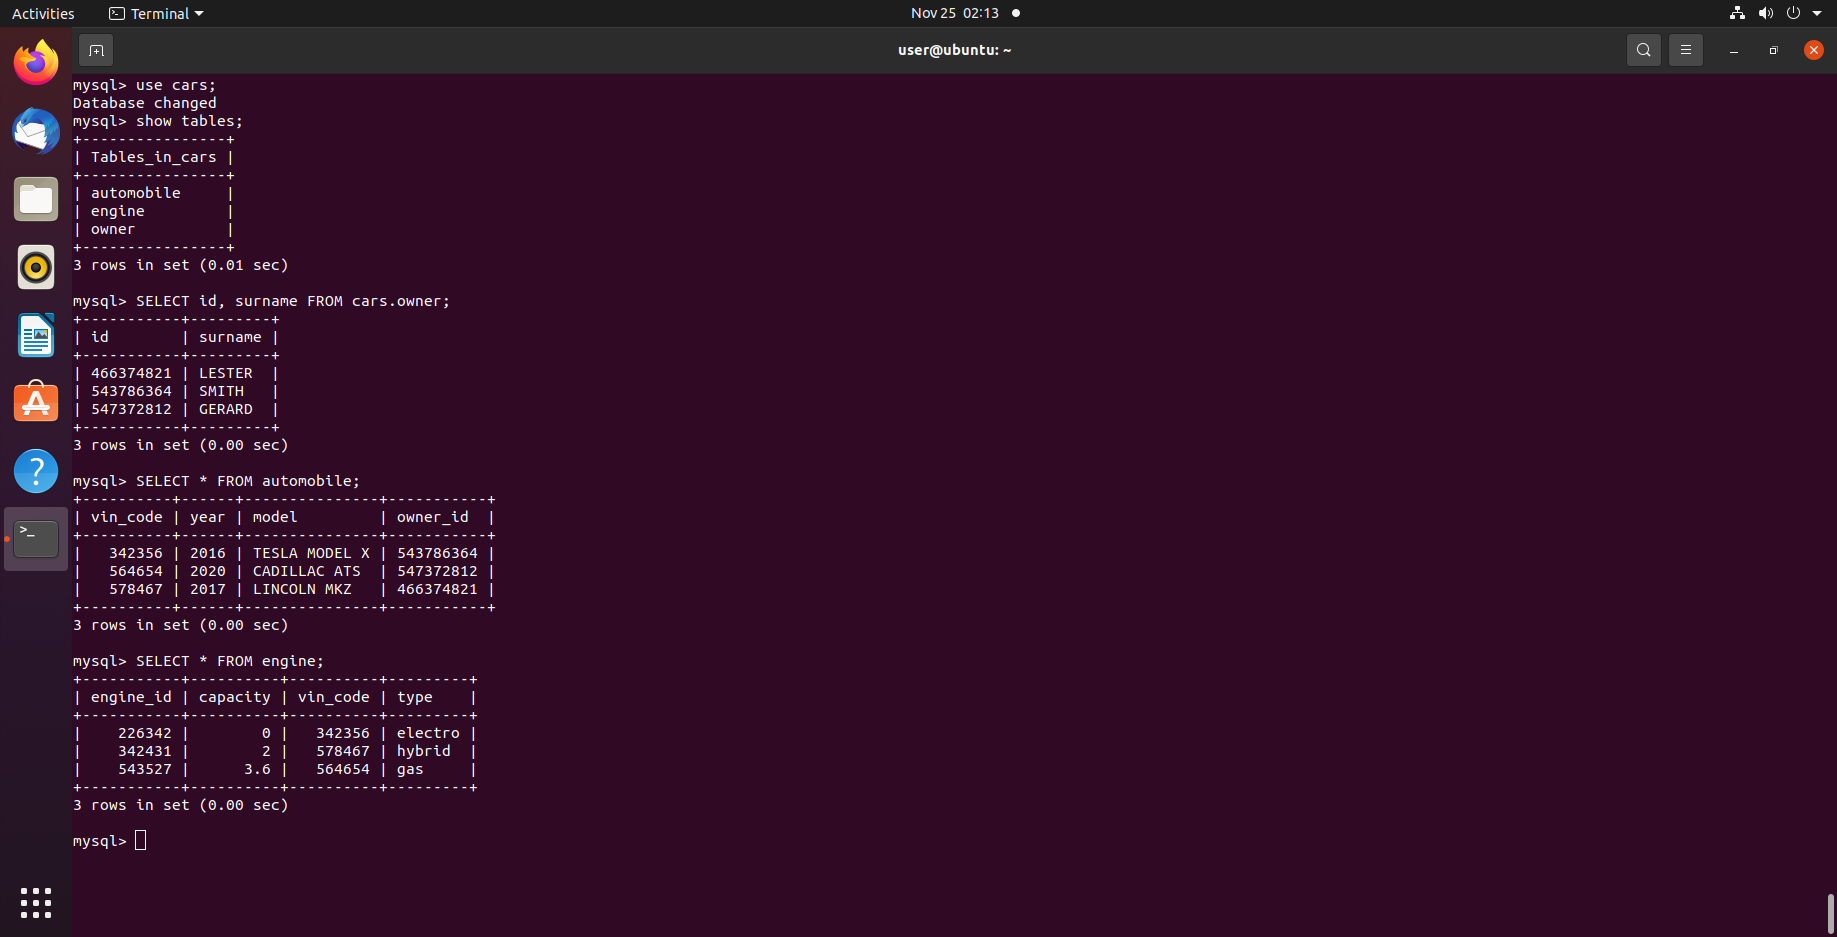 Activities Terminal Nov 25 02:13
user@ubuntu: ~
mysql> use cars;
Database changed
mysql> show tables;
+----------------+
| Tables_in_cars |
+----------------+
| automobile     |
| engine         |
| owner          |
+----------------+
3 rows in set (0.01 sec)

mysql> SELECT id, surname FROM cars.owner;
+-----------+---------+
| id        | surname |
+-----------+---------+
| 466374821 | LESTER  |
| 543786364 | SMITH   |
| 547372812 | GERARD  |
+-----------+---------+
3 rows in set (0.00 sec)

mysql> SELECT * FROM automobile;
+----------+------+---------------+-----------+
| vin_code | year | model         | owner_id  |
+----------+------+---------------+-----------+
|   342356 | 2016 | TESLA MODEL X | 543786364 |
|   564654 | 2020 | CADILLAC ATS  | 547372812 |
|   578467 | 2017 | LINCOLN MKZ   | 466374821 |
+----------+------+---------------+-----------+
3 rows in set (0.00 sec)

mysql> SELECT * FROM engine;
+-----------+----------+----------+---------+
| engine_id | capacity | vin_code | type    |
+-----------+----------+----------+---------+
|    226342 |        0 |   342356 | electro |
|    342431 |        2 |   578467 | hybrid  |
|    543527 |      3.6 |   564654 | gas     |
+-----------+----------+----------+---------+
3 rows in set (0.00 sec)

mysql>